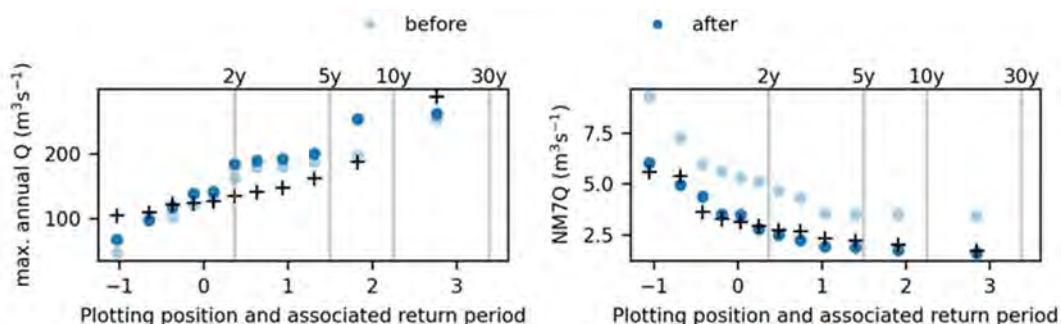 before after
2y 5y 10y 30y
max. annual Q (m³s⁻¹)
200
100
−1 0 1 2 3
Plotting position and associated return period
2y 5y 10y 30y
NM7Q (m³s⁻¹)
7.5
5.0
2.5
−1 0 1 2 3
Plotting position and associated return period